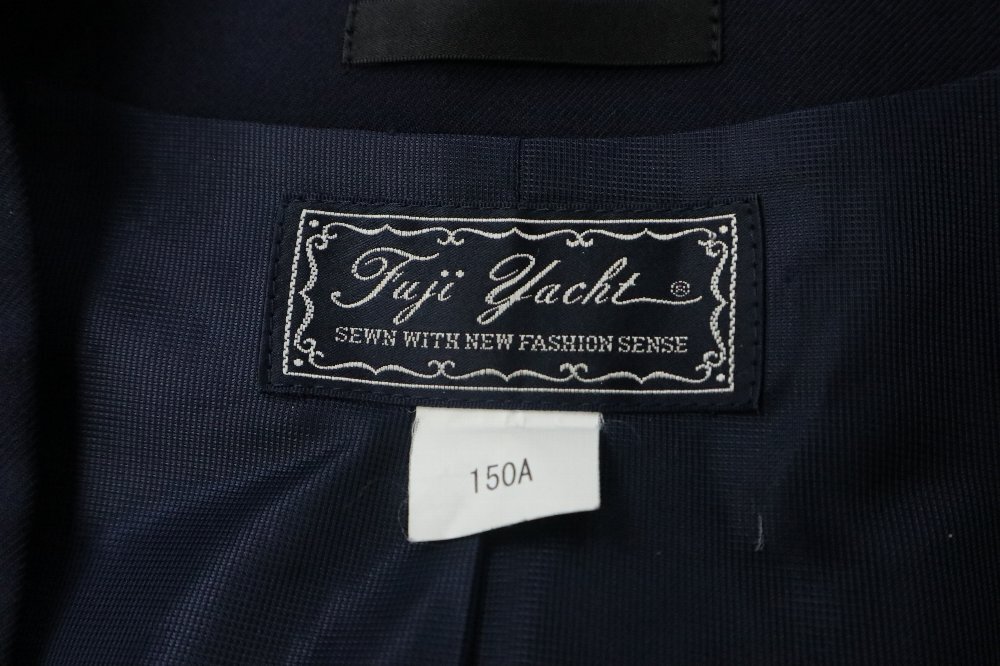 Fuji Yacht ®
SEWN WITH NEW FASHION SENSE
150A